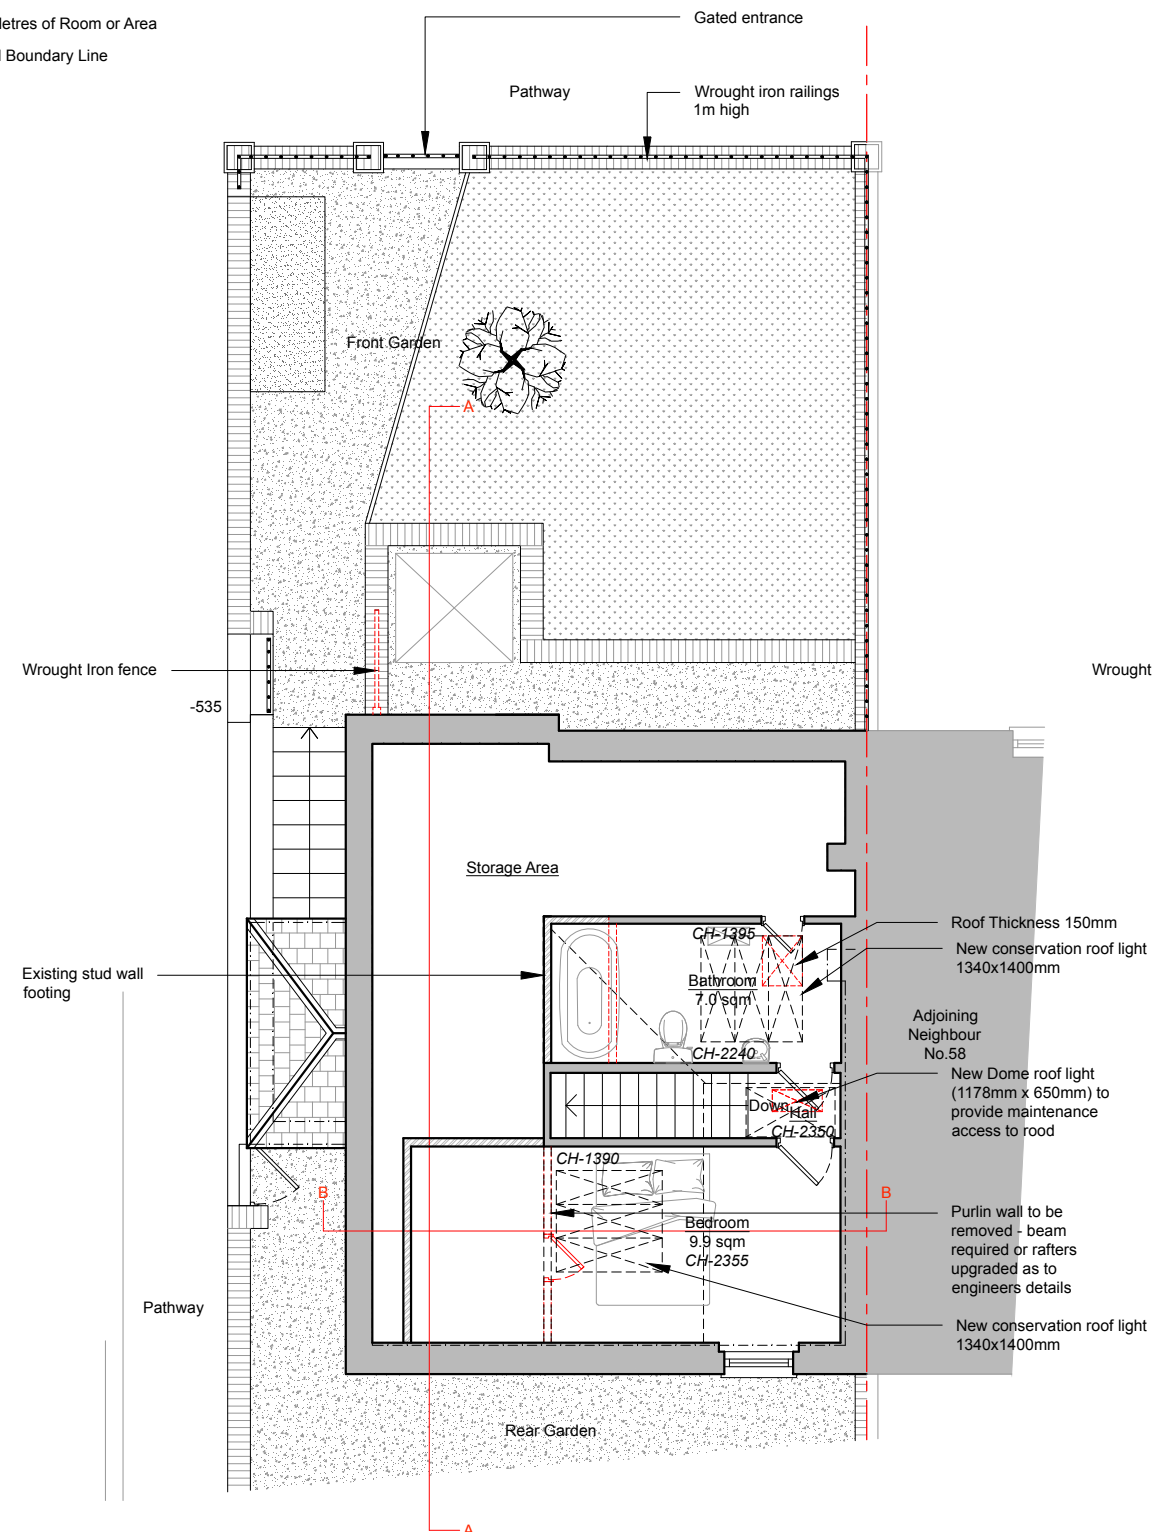 letres of Room or Area
Boundary Line
Gated entrance
Pathway
Wrought iron railings
1m high
Front Garden
A
Wrought Iron fence
Wrought
-535
Storage Area
Roof Thickness 150mm
CH-1395
New conservation roof light
1340x1400mm
Existing stud wall
footing
Bathroom
7.0 sqm
Adjoining
Neighbour
No.58
CH-2240
New Dome roof light
(1178mm x 650mm) to
provide maintenance
access to rood
Down
Hall
CH-2350
CH-1390
B
B
Purlin wall to be
removed - beam
required or rafters
upgraded as to
engineers details
Bedroom
9.9 sqm
CH-2355
Pathway
New conservation roof light
1340x1400mm
Rear Garden
A